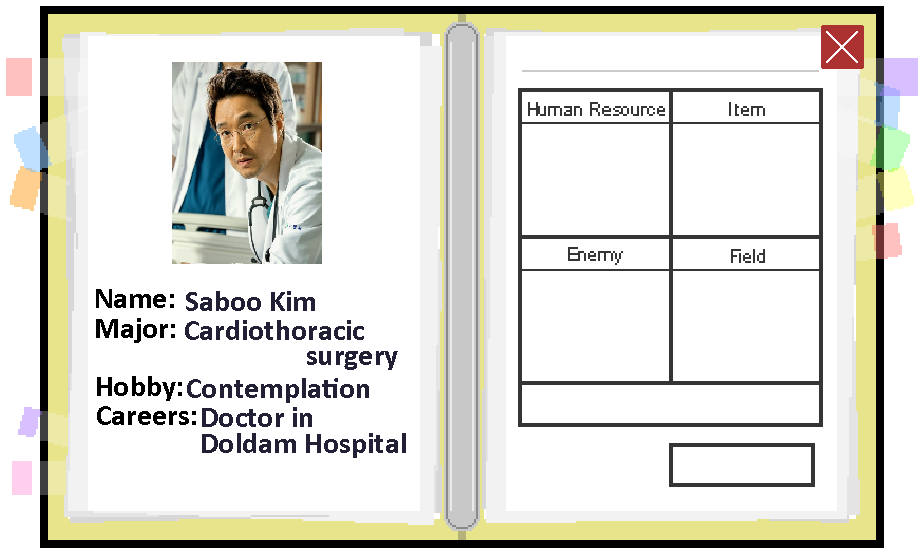 Name: Saboo Kim
Major: Cardiothoracic
surgery
Hobby: Contemplation
Careers: Doctor in
Doldam Hospital
Human Resource
Item
Enemy
Field